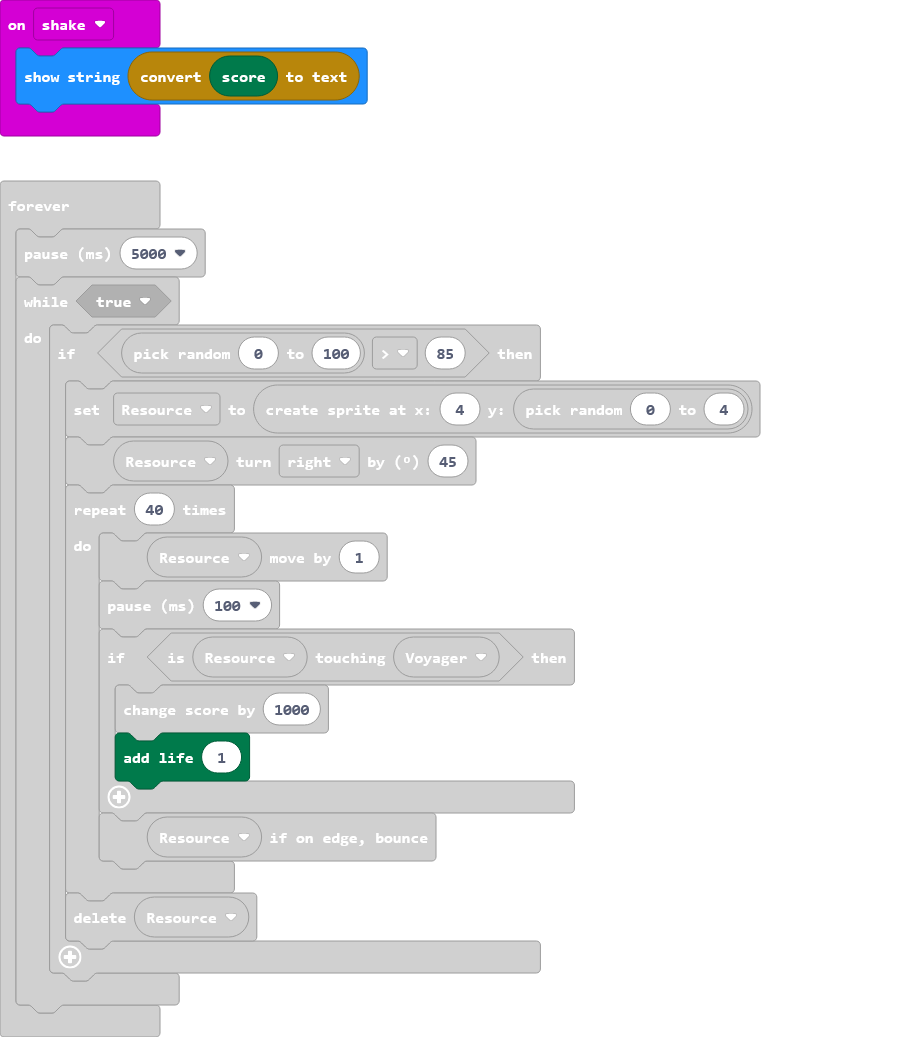 on shake
show string convert score to text
forever
pause (ms) 5000
while true
do
if pick random 0 to 100 > 85 then
set Resource to create sprite at x: 4 y: pick random 0 to 4
Resource turn right by (º) 45
repeat 40 times
do
Resource move by 1
pause (ms) 100
if is Resource touching Voyager then
change score by 1000
add life 1
Resource if on edge, bounce
delete Resource